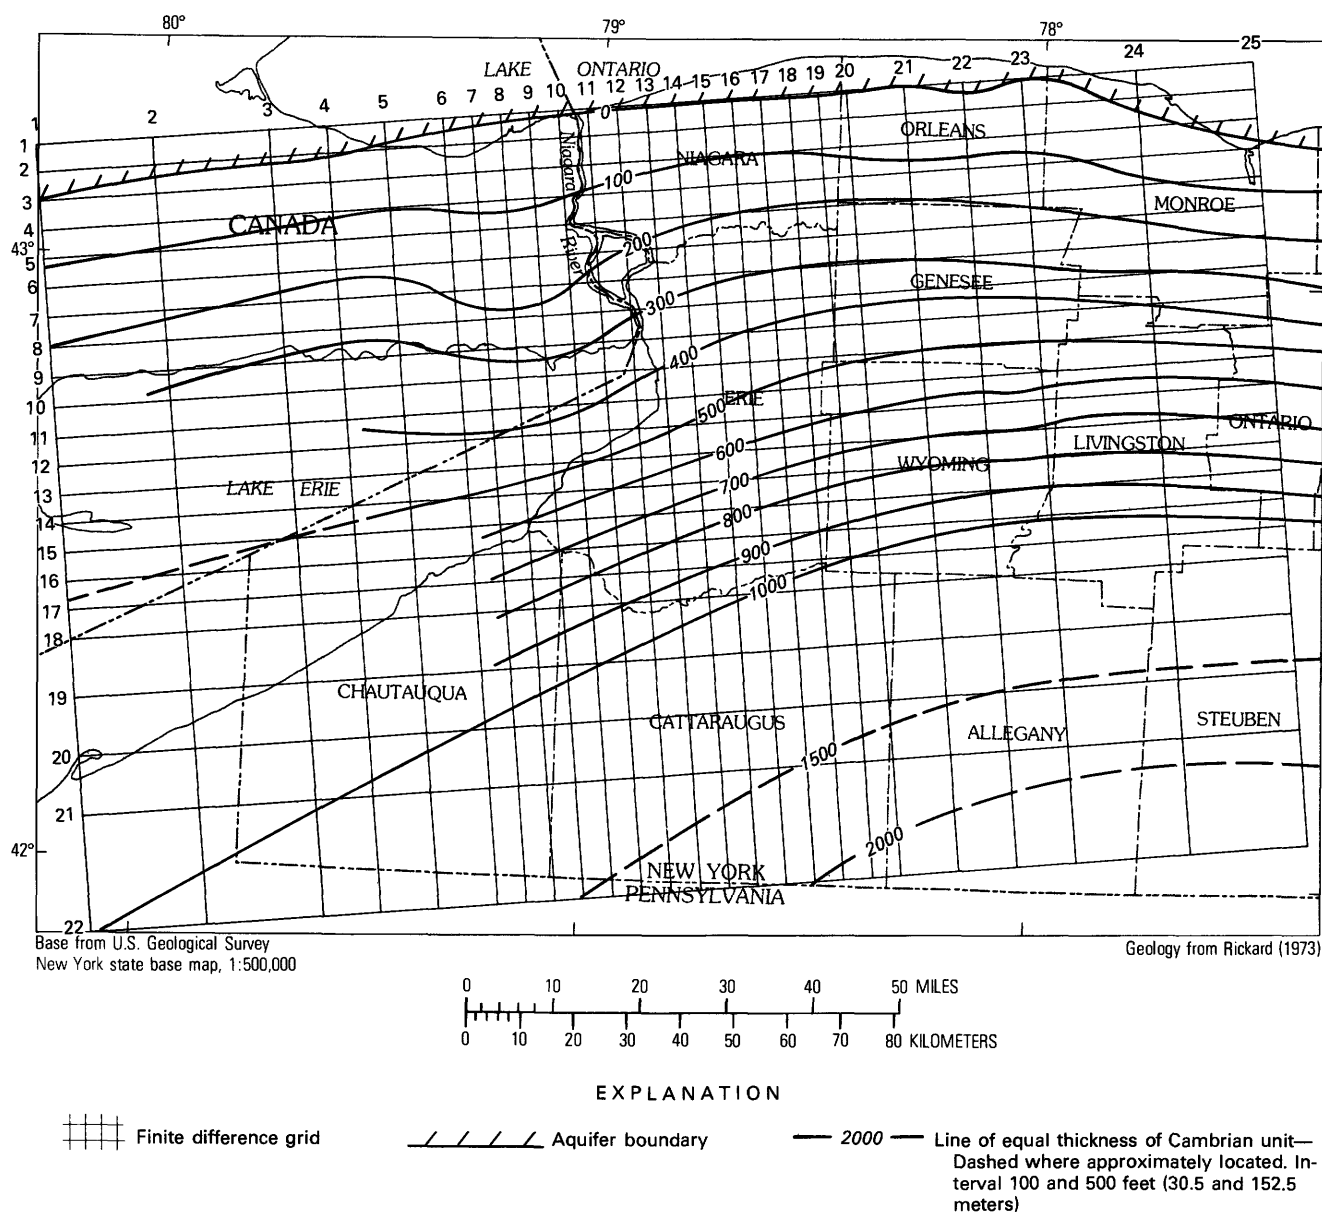 80°
79°
78°
LAKE ONTARIO
1 2 3 4 5 6 7 8 9 10 11 12 13 14 15 16 17 18 19 20 21 22 23 24 25
1
2
3
4
43°
5
6
7
8
9
10
11
12
13
14
15
16
17
18
19
20
21
42°
22
0
ORLEANS
NIAGARA
100
Niagara
River
CANADA
MONROE
200
GENESEE
300
400
ERIE
500
ONTARIO
600
LIVINGSTON
WYOMING
700
LAKE ERIE
800
900
1000
CHAUTAUQUA
CATTARAUGUS
ALLEGANY
STEUBEN
1500
2000
NEW YORK
PENNSYLVANIA
Base from U.S. Geological Survey
New York state base map, 1:500,000
Geology from Rickard (1973)
0 10 20 30 40 50 MILES
0 10 20 30 40 50 60 70 80 KILOMETERS
EXPLANATION
Finite difference grid
Aquifer boundary
2000
Line of equal thickness of Cambrian unit—
Dashed where approximately located. In-
terval 100 and 500 feet (30.5 and 152.5
meters)